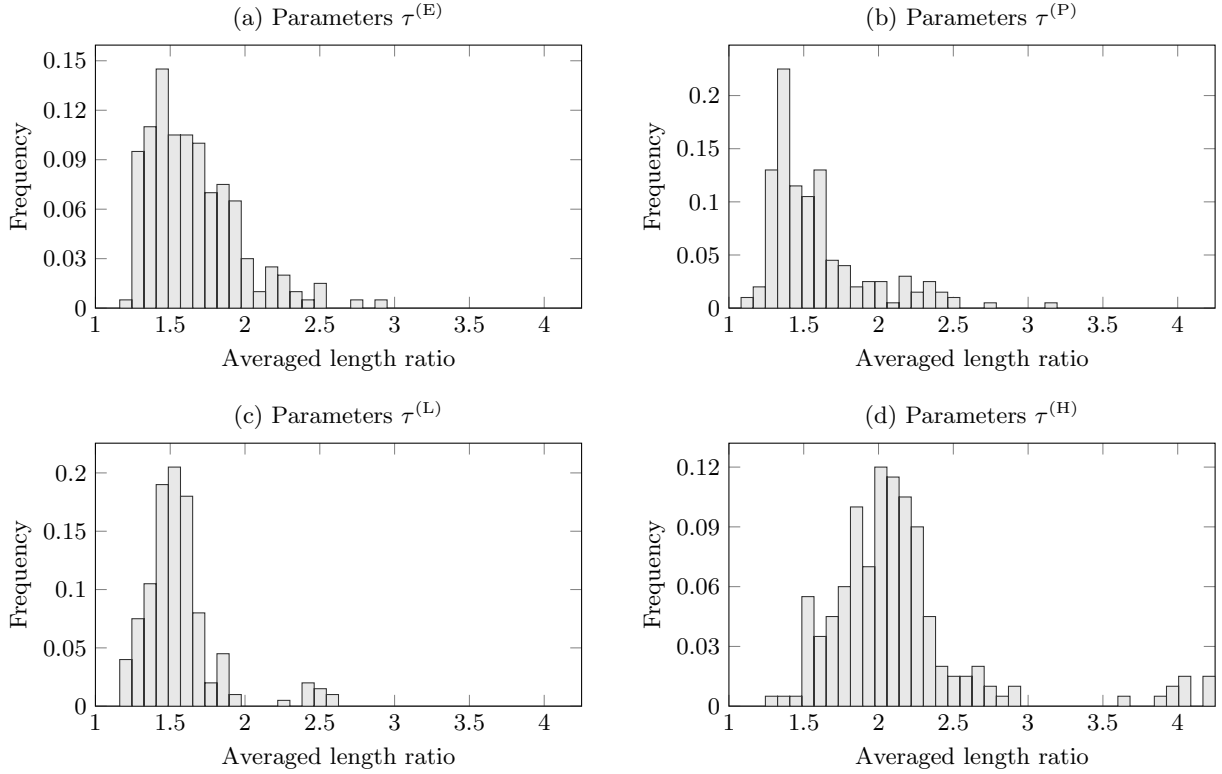 (a) Parameters τ^(E)
0.15
0.12
0.09
0.06
0.03
0
Frequency
1 1.5 2 2.5 3 3.5 4
Averaged length ratio
(b) Parameters τ^(P)
0.2
0.15
0.1
0.05
0
Frequency
1 1.5 2 2.5 3 3.5 4
Averaged length ratio
(c) Parameters τ^(L)
0.2
0.15
0.1
0.05
0
Frequency
1 1.5 2 2.5 3 3.5 4
Averaged length ratio
(d) Parameters τ^(H)
0.12
0.09
0.06
0.03
0
Frequency
1 1.5 2 2.5 3 3.5 4
Averaged length ratio